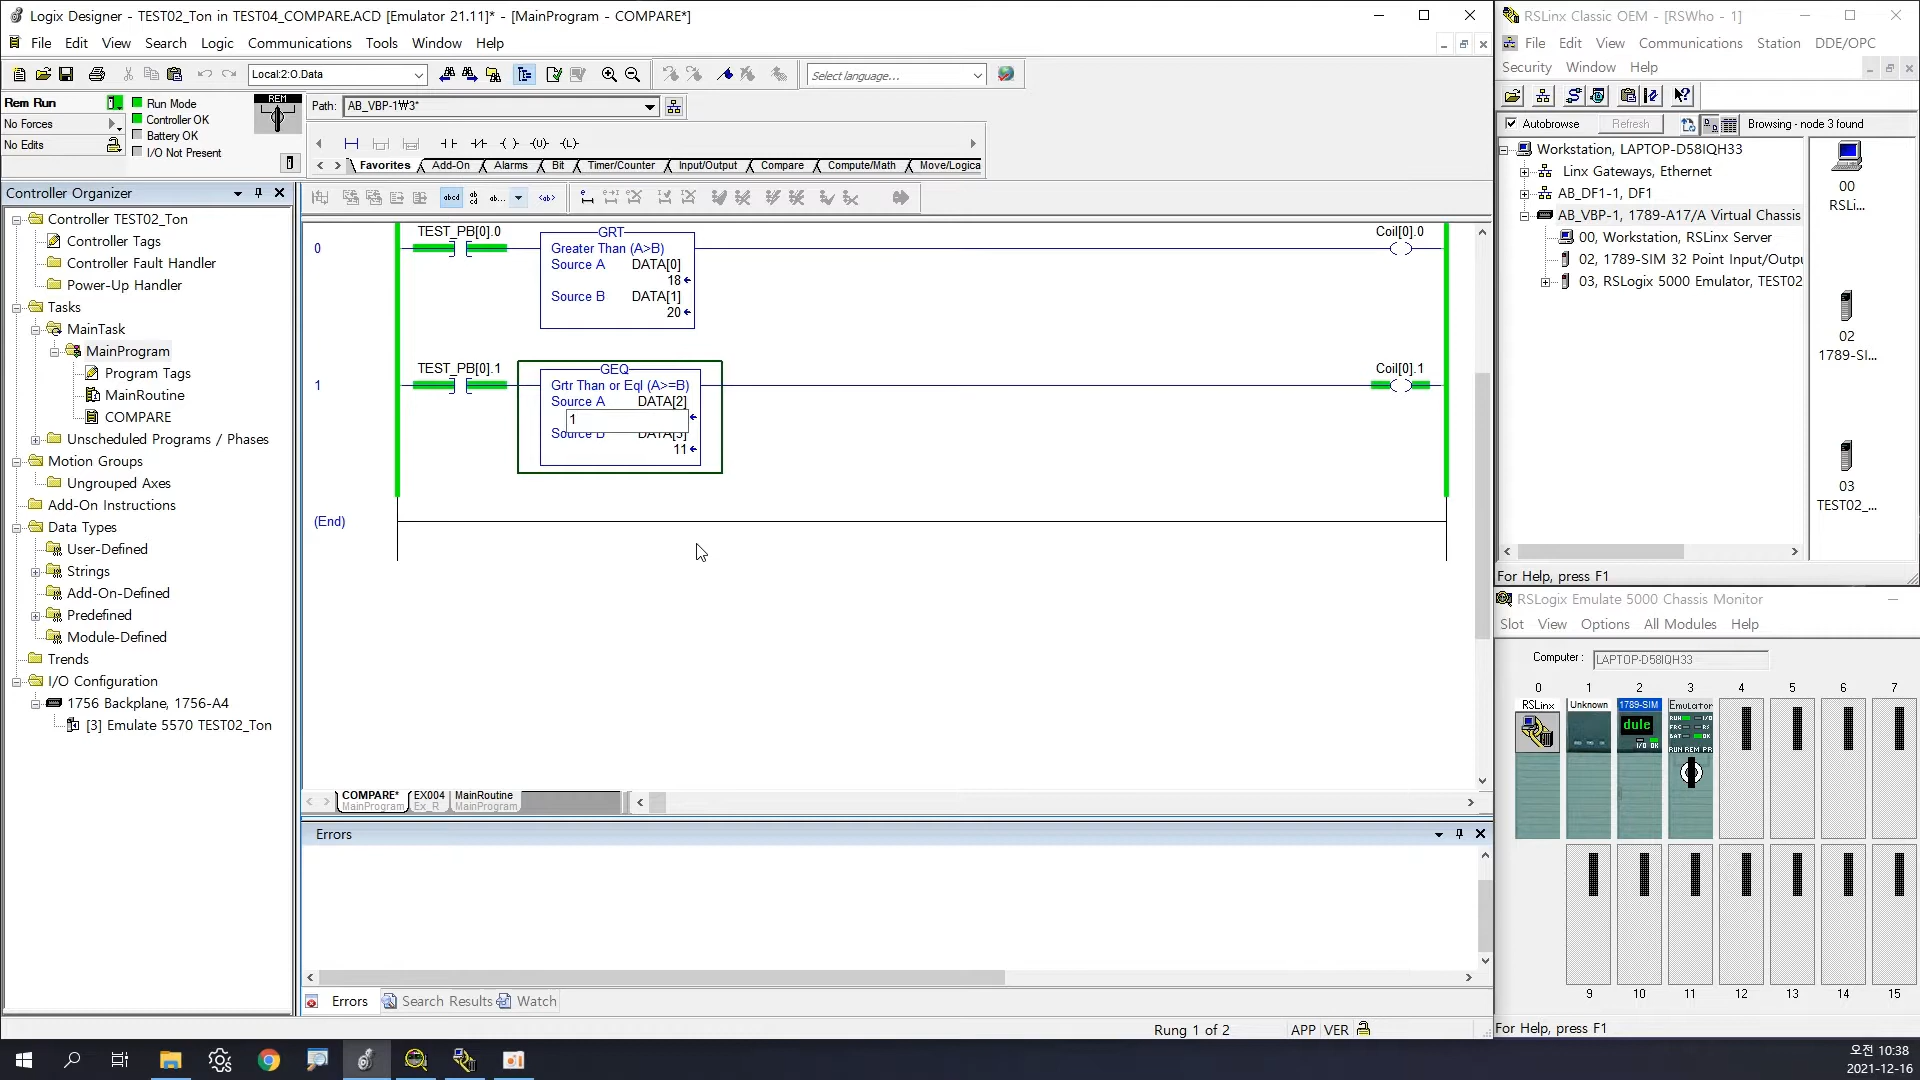 Logix Designer - TEST02_Ton in TEST04_COMPARE.ACD [Emulator 21.11]* - [MainProgram - COMPARE*]
File Edit View Search Logic Communications Tools Window Help
Local:2:O.Data
Select language...
Rem Run
No Forces
No Edits
Run Mode
Controller OK
Battery OK
I/O Not Present
REM
Path: AB_VBP-1₩3*
Favorites Add-On Alarms Bit Timer/Counter Input/Output Compare Compute/Math Move/Logica
Controller Organizer
Controller TEST02_Ton
Controller Tags
Controller Fault Handler
Power-Up Handler
Tasks
MainTask
MainProgram
Program Tags
MainRoutine
COMPARE
Unscheduled Programs / Phases
Motion Groups
Ungrouped Axes
Add-On Instructions
Data Types
User-Defined
Strings
Add-On-Defined
Predefined
Module-Defined
Trends
I/O Configuration
1756 Backplane, 1756-A4
[3] Emulate 5570 TEST02_Ton
0
TEST_PB[0].0
GRT
Greater Than (A>B)
Source A DATA[0]
18
Source B DATA[1]
20
Coil[0].0
1
TEST_PB[0].1
GEQ
Grtr Than or Eql (A>=B)
Source A DATA[2]
1
Source B DATA[3]
11
Coil[0].1
(End)
COMPARE* EX004 MainRoutine
MainProgram Ex_R MainProgram
Errors
Errors Search Results Watch
Rung 1 of 2 APP VER
RSLinx Classic OEM - [RSWho - 1]
File Edit View Communications Station DDE/OPC
Security Window Help
Autobrowse Refresh Browsing - node 3 found
Workstation, LAPTOP-D58IQH33
Linx Gateways, Ethernet
AB_DF1-1, DF1
AB_VBP-1, 1789-A17/A Virtual Chassis
00, Workstation, RSLinx Server
02, 1789-SIM 32 Point Input/Outpu
03, RSLogix 5000 Emulator, TEST02
00
RSLi...
02
1789-SI...
03
TEST02_...
For Help, press F1
RSLogix Emulate 5000 Chassis Monitor
Slot View Options All Modules Help
Computer : LAPTOP-D58IQH33
0 1 2 3 4 5 6 7
RSLinx Unknown 1789-SIM Emulator
dule
I/O OK
RUN REM PR
9 10 11 12 13 14 15
For Help, press F1
오전 10:38
2021-12-16